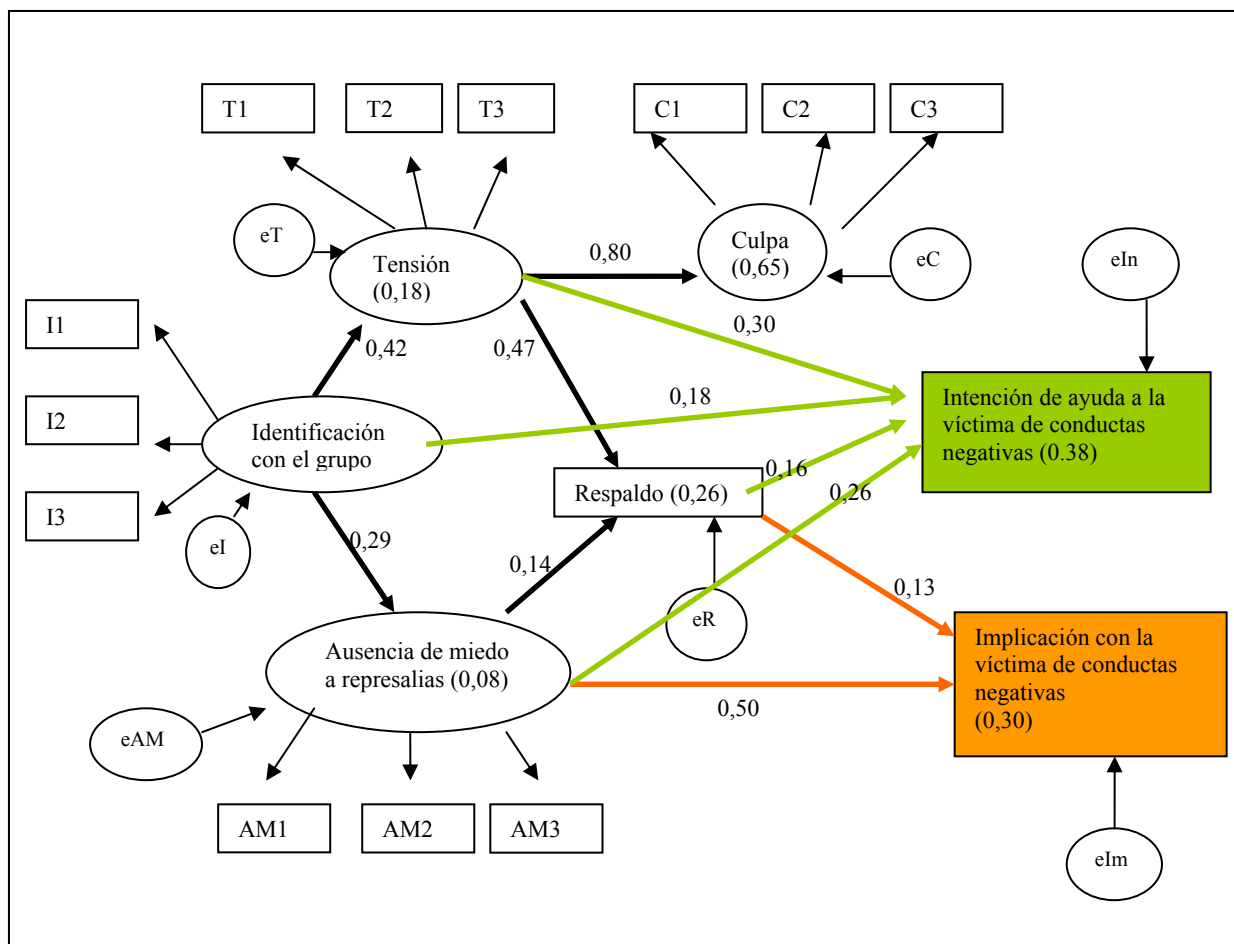 T1
T2
T3
C1
C2
C3
eT
Tensión
(0,18)
0,80
Culpa
(0,65)
eC
eIn
I1
0,42
0,47
0,30
I2
Identificación
con el grupo
0,18
Intención de ayuda a la
víctima de conductas
negativas (0.38)
I3
eI
0,29
Respaldo (0,26)
0,16
0,26
0,14
0,13
eR
Ausencia de miedo
a represalias (0,08)
Implicación con la
víctima de conductas
negativas
(0,30)
0,50
eAM
AM1
AM2
AM3
eIm